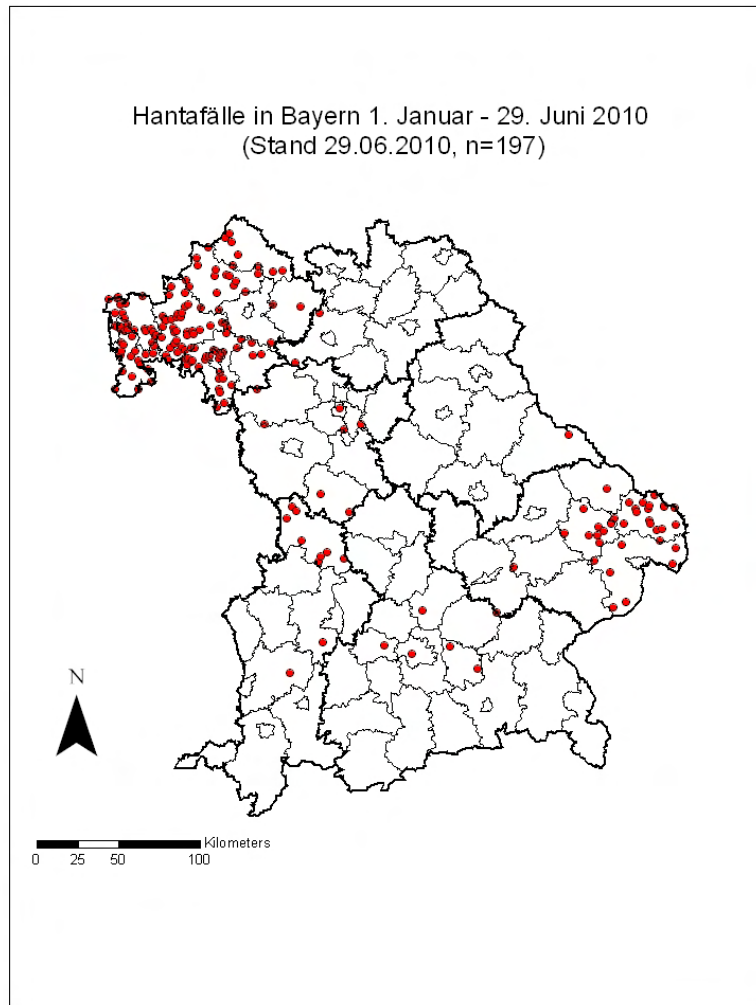 Hantafälle in Bayern 1. Januar - 29. Juni 2010
(Stand 29.06.2010, n=197)
N
Kilometers
0 25 50 100